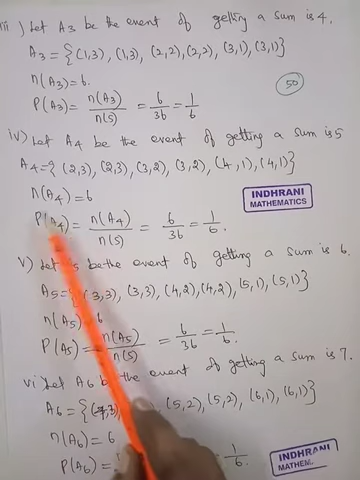 iii) Let A3 be the event of getting a sum is 4.
A3 = {(1,3), (1,3), (2,2), (2,2), (3,1), (3,1)}
n(A3) = 6.
50
P(A3) = n(A3)/n(S) = 6/36 = 1/6
iv) Let A4 be the event of getting a sum is 5
A4 = {(2,3), (2,3), (3,2), (3,2), (4,1), (4,1)}
n(A4) = 6
INDHRANI
MATHEMATICS
P(A4) = n(A4)/n(S) = 6/36 = 1/6.
v) Let be the event of getting a sum is 6.
A5 = { (3,3), (3,3), (4,2), (4,2), (5,1), (5,1)}
n(A5) 6
P(A5) = n(A5)/n(S) = 6/36 = 1/6.
vi) Let A6 be the event of getting a sum is 7.
A6 = { (5,2), (5,2), (6,1), (6,1)}
n(A6) = 6
INDHRANI
P(A6) = 1/6.